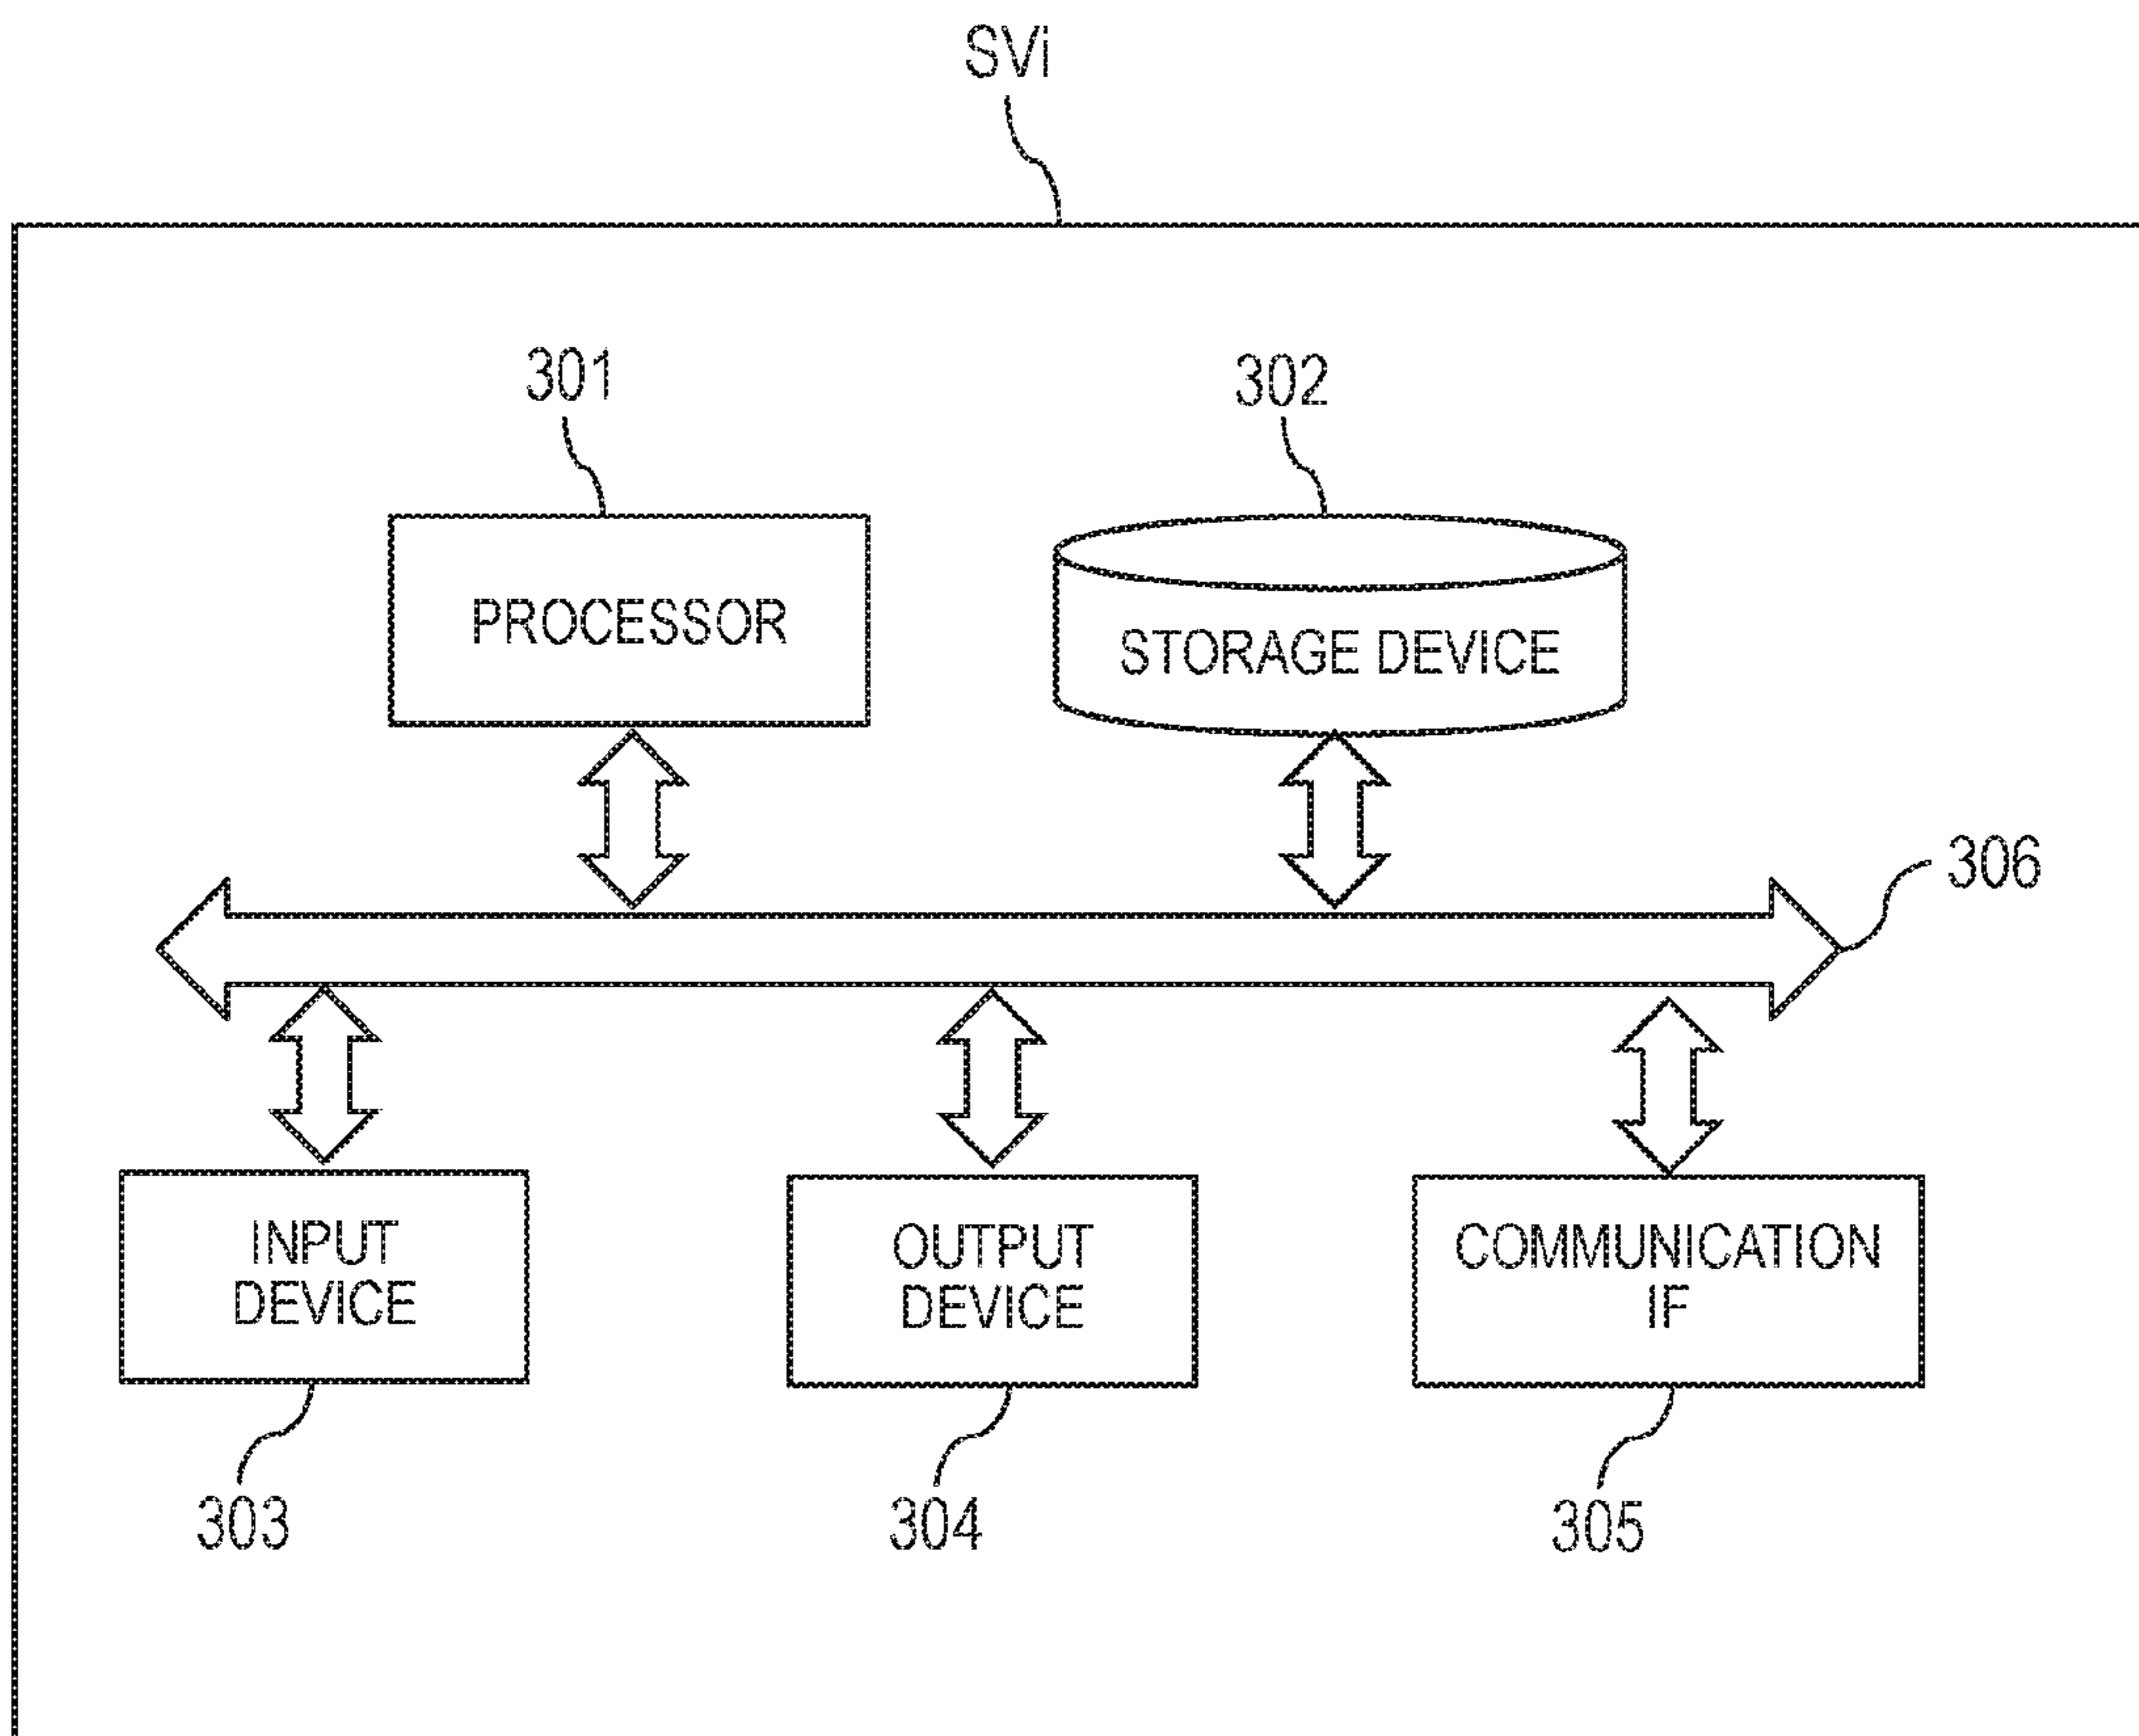 SVi
301
302
PROCESSOR
STORAGE DEVICE
306
INPUT
DEVICE
OUTPUT
DEVICE
COMMUNICATION
IF
303
304
305